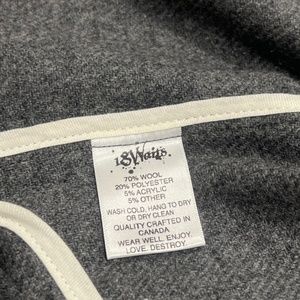 70% WOOL
20% POLYESTER
5% ACRYLIC
5% OTHER
WASH COLD, HANG TO DRY
OR DRY CLEAN
QUALITY CRAFTED IN
CANADA
WEAR WELL. ENJOY.
LOVE. DESTROY.